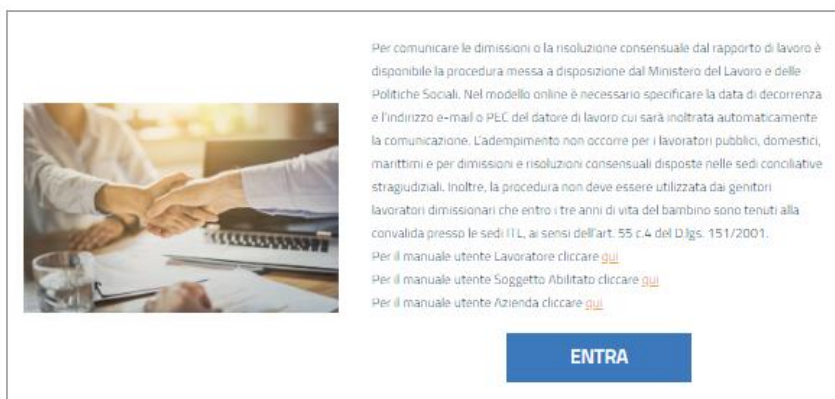 Per comunicare le dimissioni o la risoluzione consensuale dal rapporto di lavoro è
disponibile la procedura messa a disposizione dal Ministero del Lavoro e delle
Politiche Sociali. Nel modello online è necessario specificare la data di decorrenza
e l'indirizzo e-mail o PEC del datore di lavoro cui sarà inoltrata automaticamente
la comunicazione. L'adempimento non occorre per i lavoratori pubblici, domestici,
marittimi e per dimissioni e risoluzioni consensuali disposte nelle sedi conciliative
stragiudiziali. Inoltre, la procedura non deve essere utilizzata dai genitori
lavoratori dimissionari che entro i tre anni di vita del bambino sono tenuti alla
convalida presso le sedi ITL, ai sensi dell'art. 55 c.4 del D.lgs. 151/2001.
Per il manuale utente Lavoratore cliccare qui
Per il manuale utente Soggetto Abilitato cliccare qui
Per il manuale utente Azienda cliccare qui
ENTRA